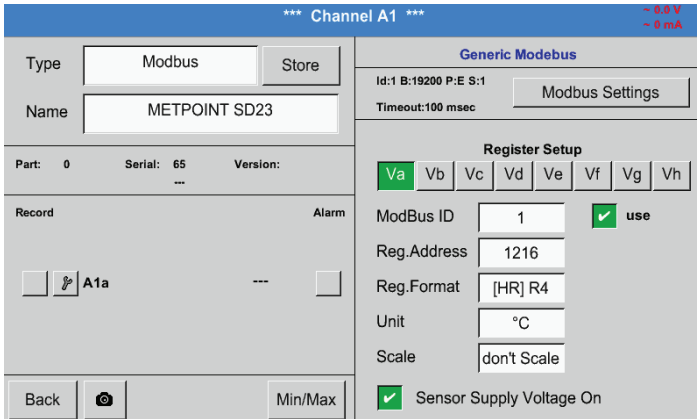 *** Channel A1 ***
~ 0.0 V
~ 0 mA
Type Modbus Store
Name METPOINT SD23
Part: 0 Serial: 65 Version:
---
Record Alarm
A1a ---
Back Min/Max
Generic Modebus
Id:1 B:19200 P:E S:1
Timeout:100 msec
Modbus Settings
Register Setup
Va Vb Vc Vd Ve Vf Vg Vh
ModBus ID 1 use
Reg.Address 1216
Reg.Format [HR] R4
Unit °C
Scale don't Scale
Sensor Supply Voltage On